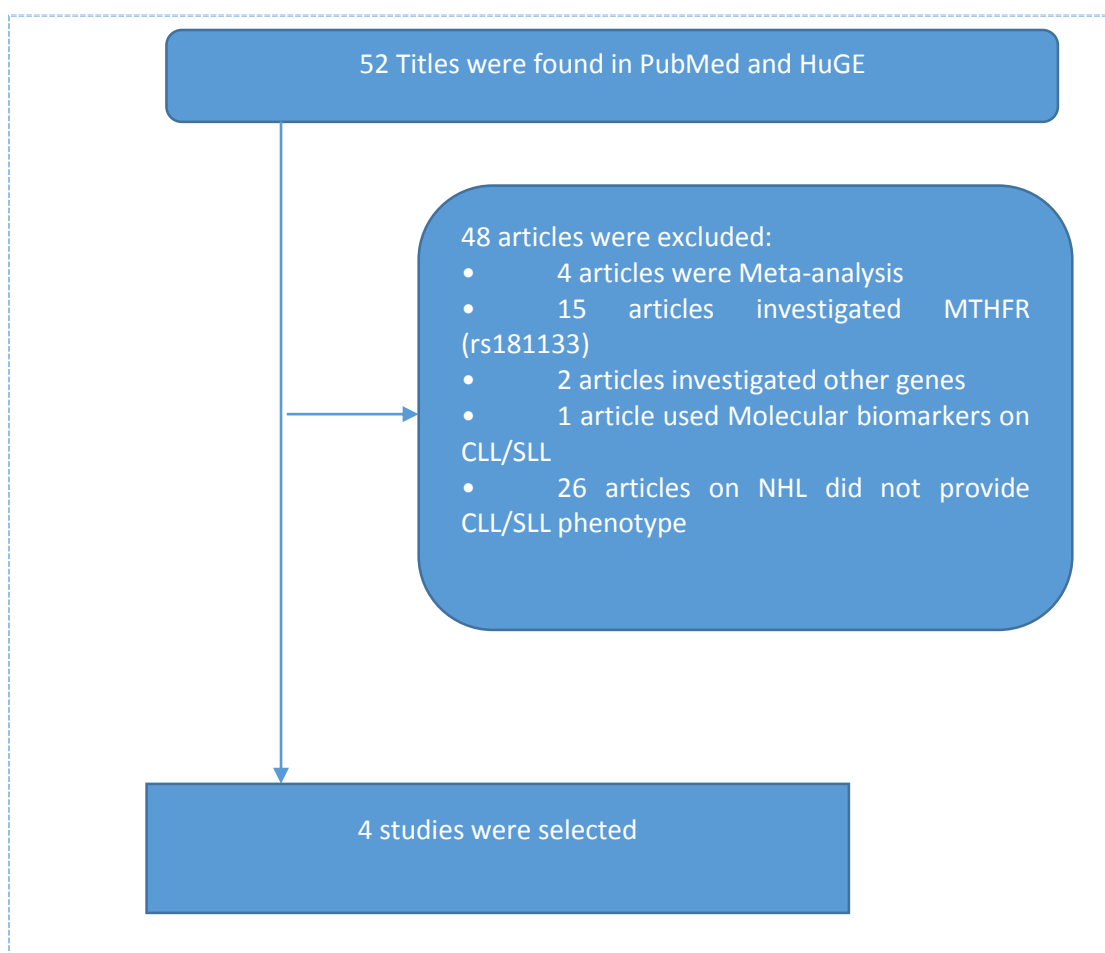 52 Titles were found in PubMed and HuGE
48 articles were excluded:
• 4 articles were Meta-analysis
• 15 articles investigated MTHFR
(rs181133)
• 2 articles investigated other genes
• 1 article used Molecular biomarkers on
CLL/SLL
• 26 articles on NHL did not provide
CLL/SLL phenotype
4 studies were selected